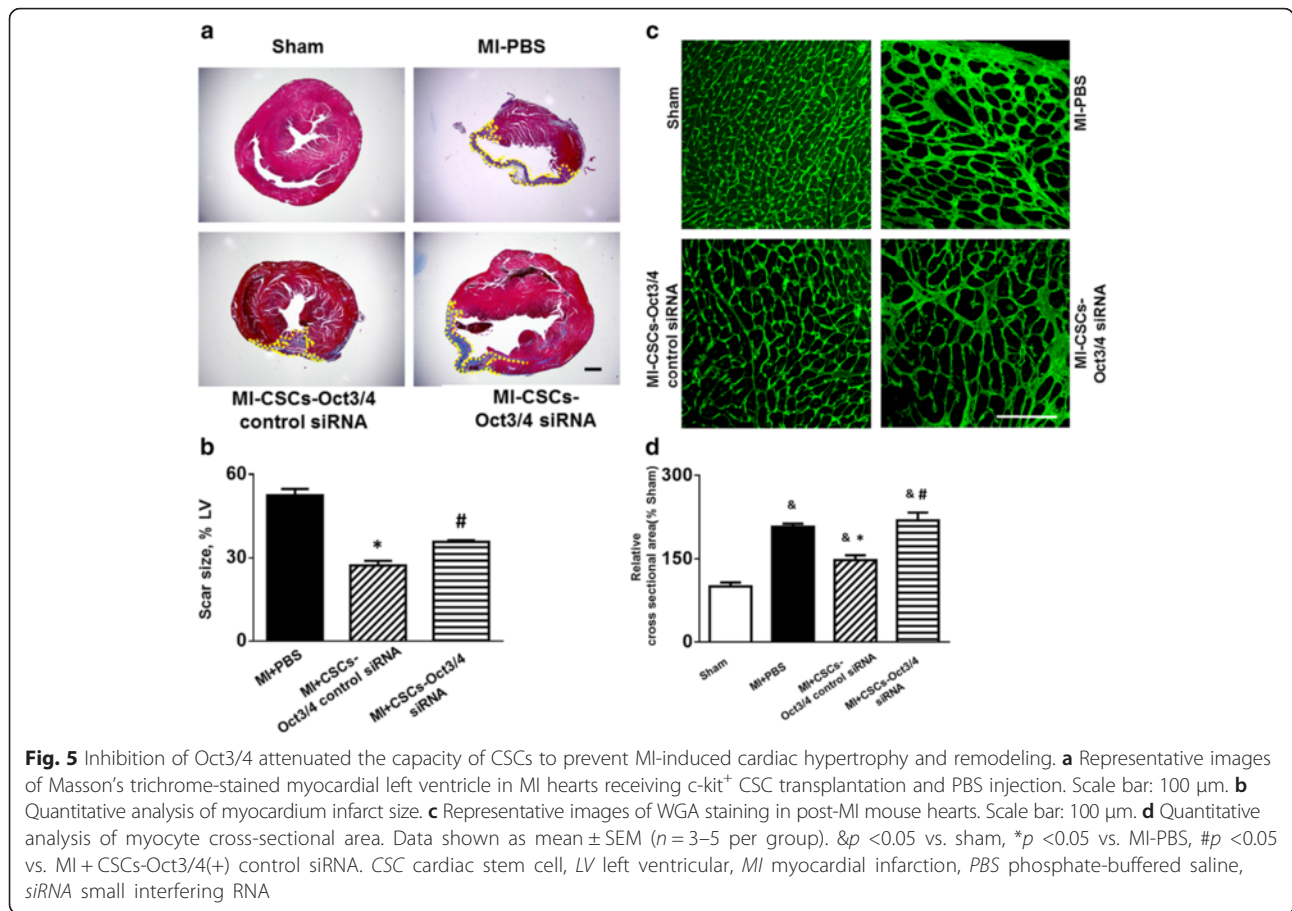 a
Sham
MI-PBS
MI-CSCs-Oct3/4
control siRNA
MI-CSCs-
Oct3/4 siRNA
b
60
30
0
Scar size, % LV
*
#
MI+PBS
MI+CSCs-
Oct3/4 control siRNA
MI+CSCs-Oct3/4
siRNA
c
Sham
MI-PBS
MI-CSCs-Oct3/4
control siRNA
MI-CSCs-
Oct3/4 siRNA
d
300
150
0
Relative
cross sectional area(% Sham)
&
& *
& #
Sham
MI+PBS
MI+CSCs-
Oct3/4 control siRNA
MI+CSCs-Oct3/4
siRNA
Fig. 5 Inhibition of Oct3/4 attenuated the capacity of CSCs to prevent MI-induced cardiac hypertrophy and remodeling. a Representative images
of Masson's trichrome-stained myocardial left ventricle in MI hearts receiving c-kit⁺ CSC transplantation and PBS injection. Scale bar: 100 μm. b
Quantitative analysis of myocardium infarct size. c Representative images of WGA staining in post-MI mouse hearts. Scale bar: 100 μm. d Quantitative
analysis of myocyte cross-sectional area. Data shown as mean ± SEM (n = 3–5 per group). &p <0.05 vs. sham, *p <0.05 vs. MI-PBS, #p <0.05
vs. MI + CSCs-Oct3/4(+) control siRNA. CSC cardiac stem cell, LV left ventricular, MI myocardial infarction, PBS phosphate-buffered saline,
siRNA small interfering RNA